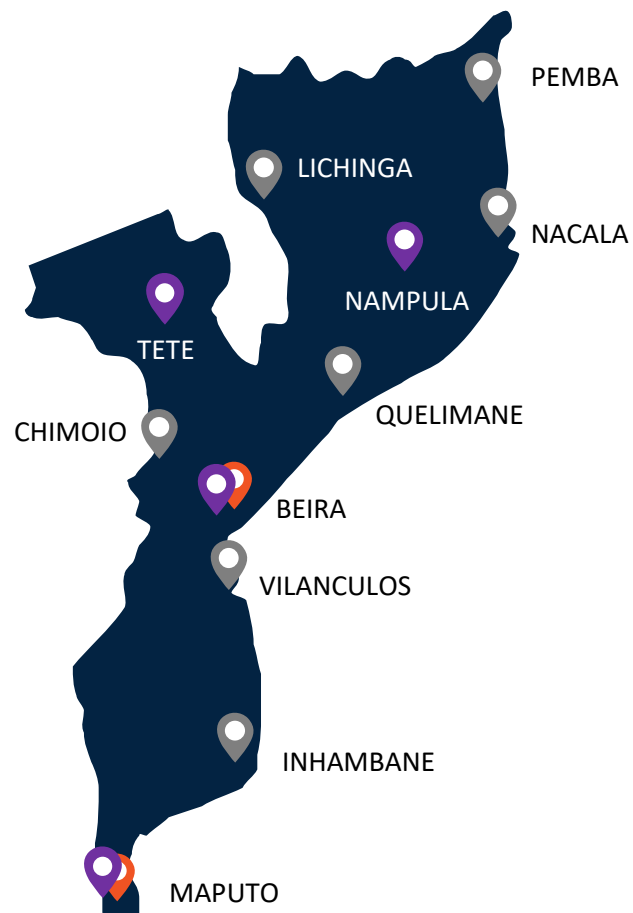 PEMBA
LICHINGA
NACALA
NAMPULA
TETE
QUELIMANE
CHIMOIO
BEIRA
VILANCULOS
INHAMBANE
MAPUTO